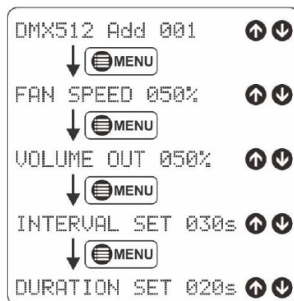 DMX512 Add 001
MENU
FAN SPEED 050%
MENU
VOLUME OUT 050%
MENU
INTERVAL SET 030s
MENU
DURATION SET 020s